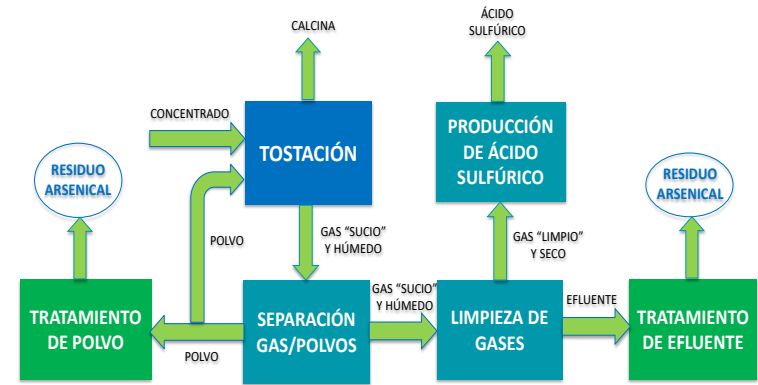 CALCINA
ÁCIDO
SULFÚRICO
CONCENTRADO
TOSTACIÓN
PRODUCCIÓN
DE ÁCIDO
SULFÚRICO
RESIDUO
ARSENICAL
RESIDUO
ARSENICAL
POLVO
GAS “SUCIO”
Y HÚMEDO
GAS “LIMPIO”
Y SECO
TRATAMIENTO
DE POLVO
POLVO
SEPARACIÓN
GAS/POLVOS
GAS “SUCIO”
Y HÚMEDO
LIMPIEZA DE
GASES
EFLUENTE
TRATAMIENTO
DE EFLUENTE